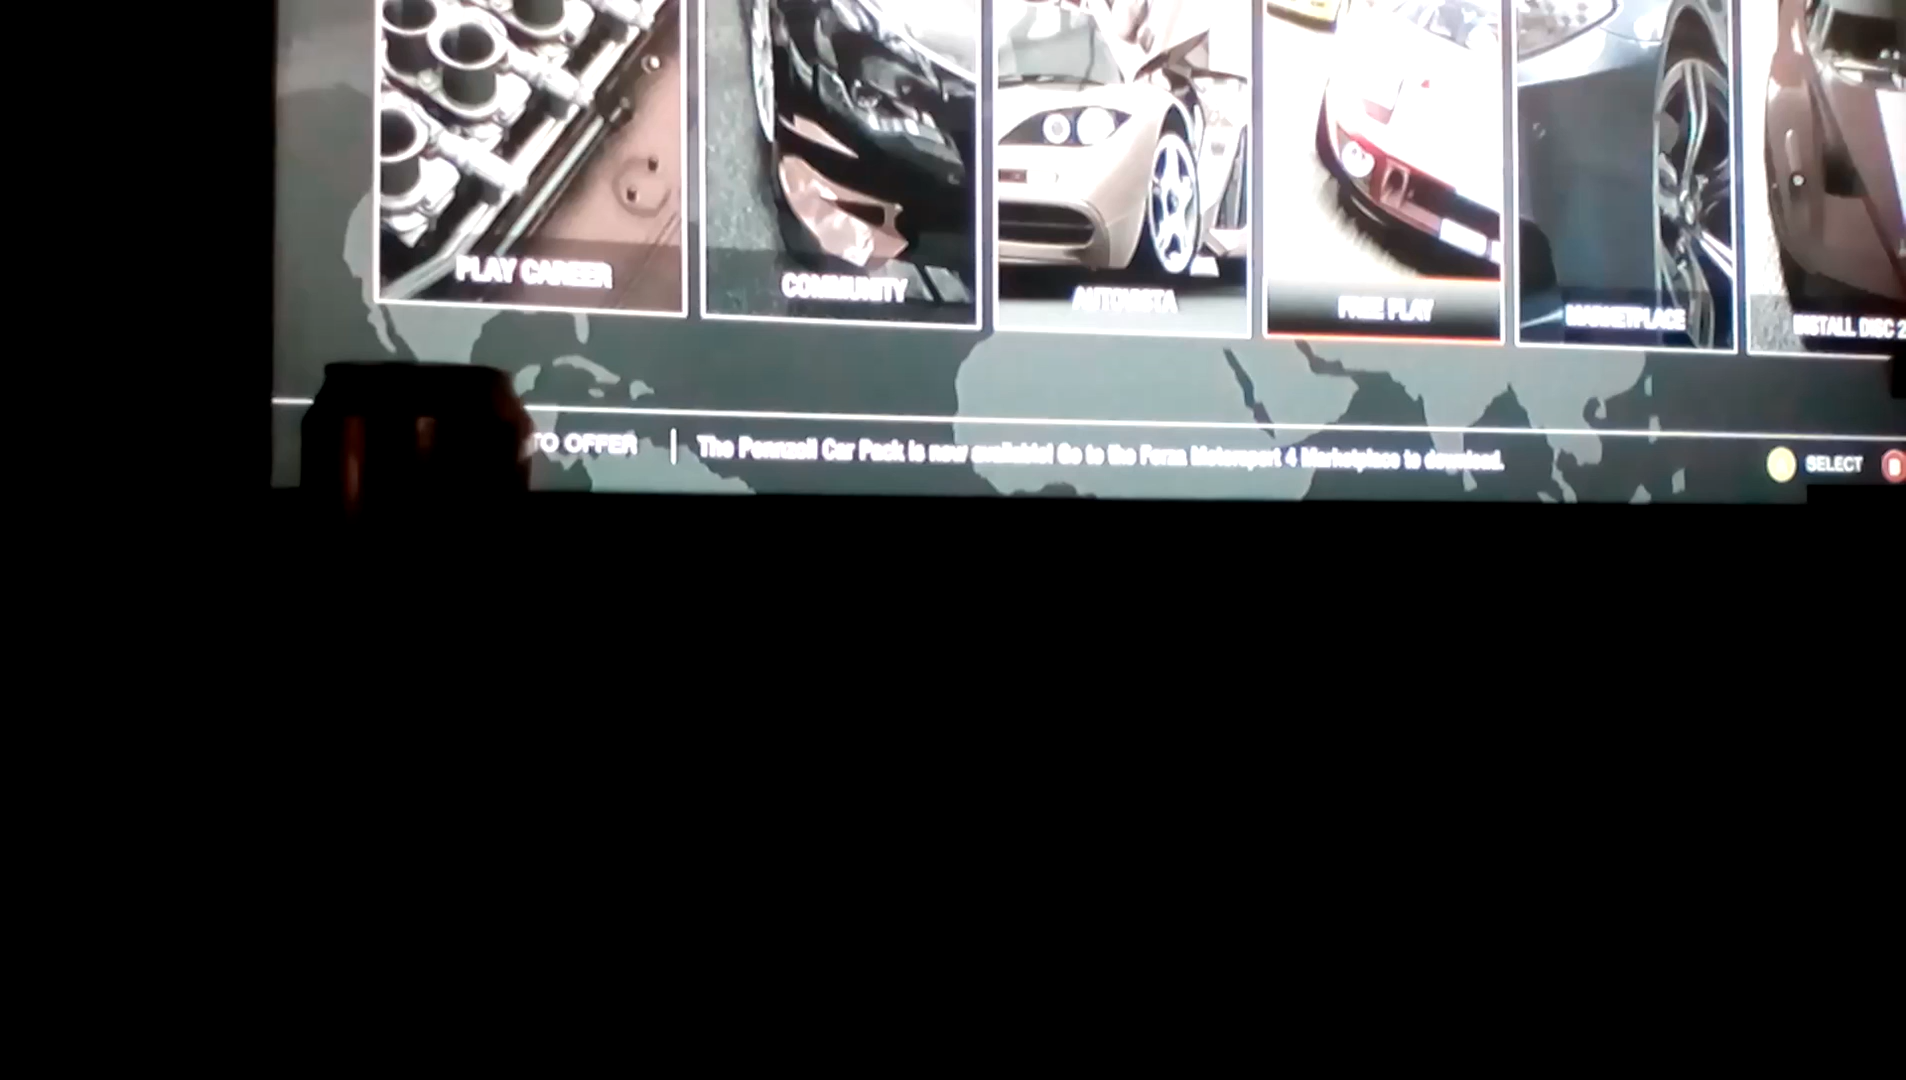 PLAY CAREER
COMMUNITY
AUTOVISTA
FREE PLAY
MARKETPLACE
INSTALL DISC 2
TO OFFER | The Pennzoil Car Pack is now available! Go to the Forza Motorsport 4 Marketplace to download.
SELECT
B